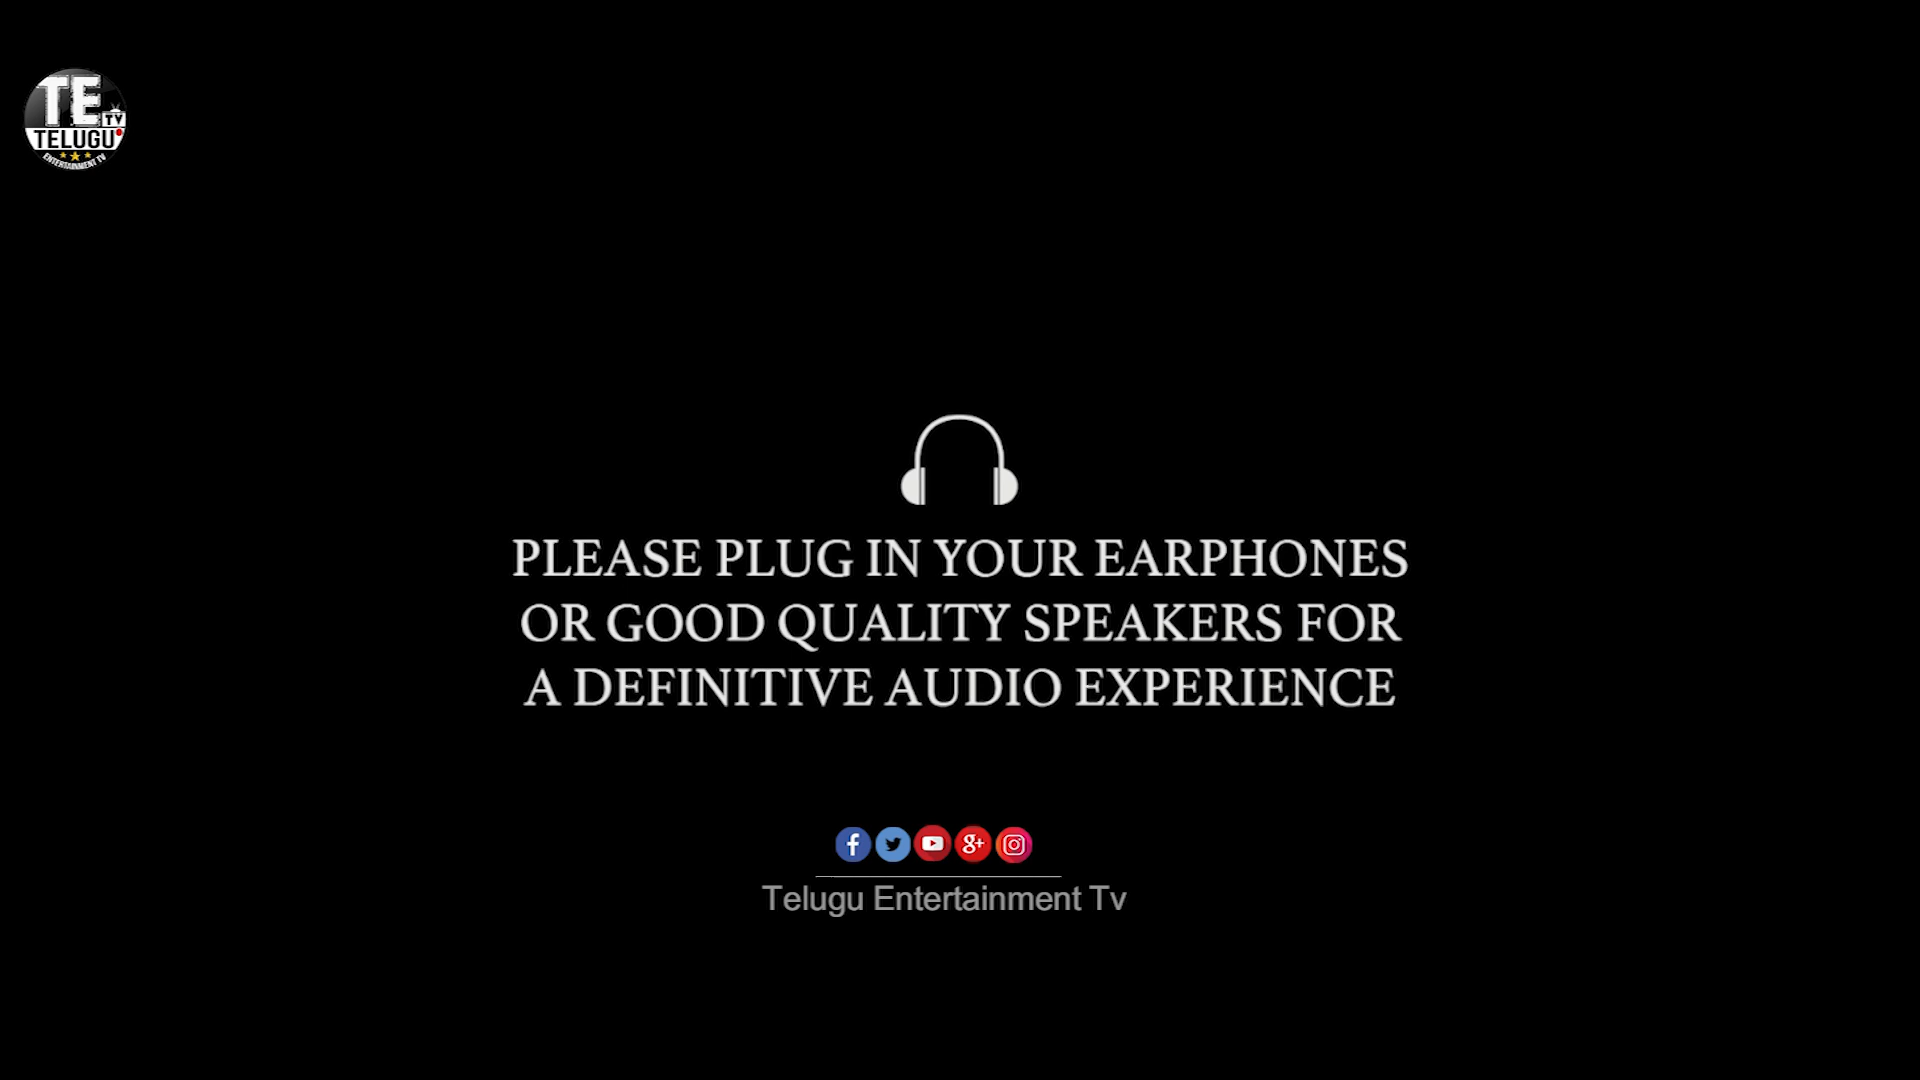 TE
TV
TELUGU
ENTERTAINMENT TV
PLEASE PLUG IN YOUR EARPHONES
OR GOOD QUALITY SPEAKERS FOR
A DEFINITIVE AUDIO EXPERIENCE
f g+
Telugu Entertainment Tv